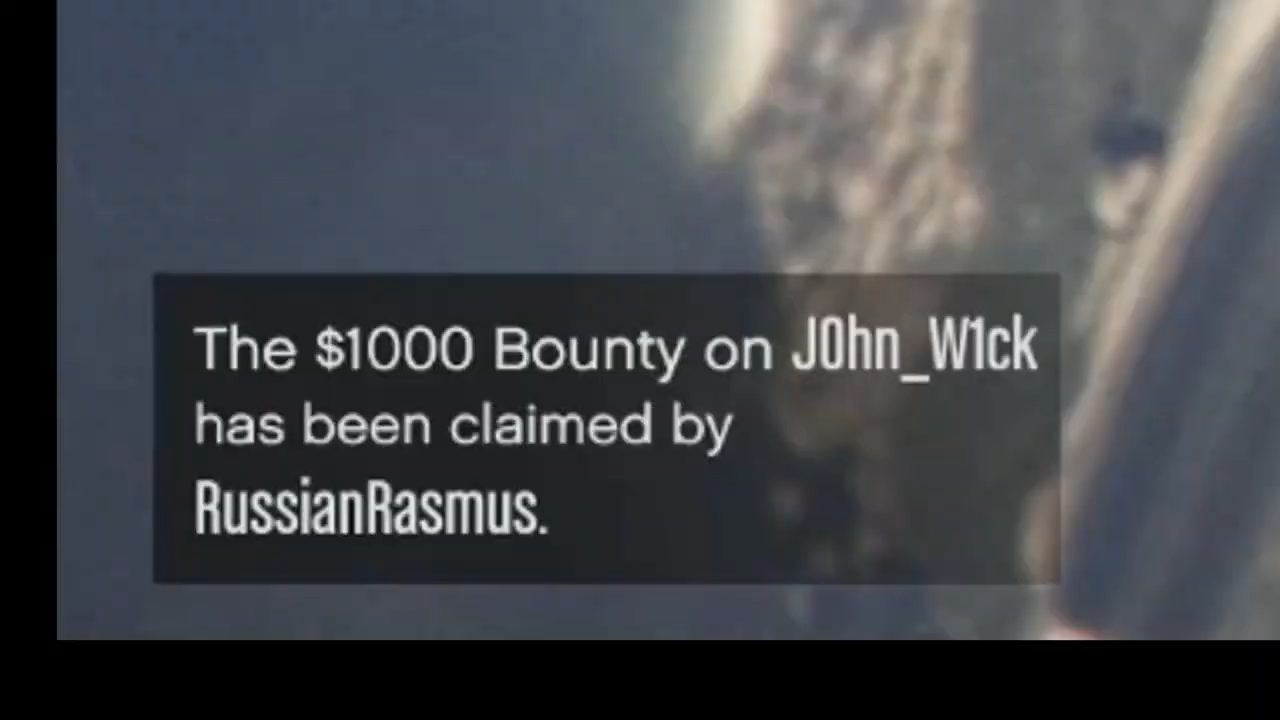 The $1000 Bounty on J0hn_W1ck
has been claimed by
RussianRasmus.